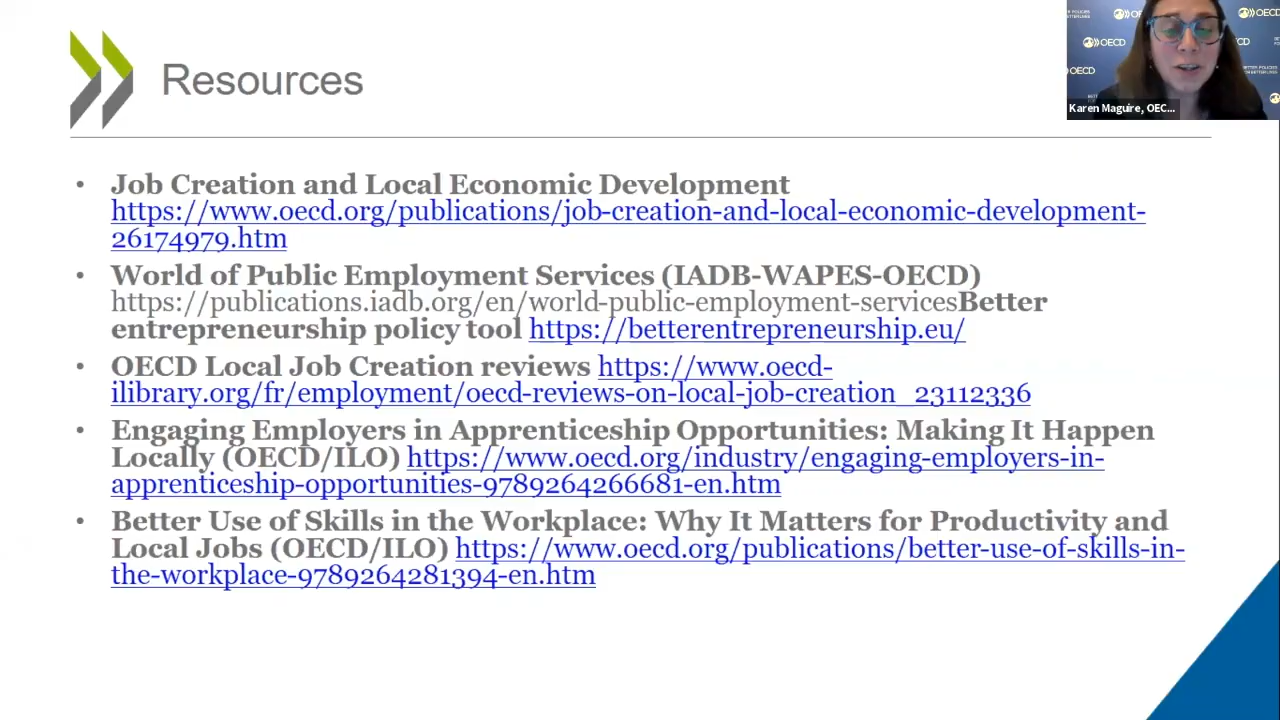 Resources
• Job Creation and Local Economic Development
https://www.oecd.org/publications/job-creation-and-local-economic-development-
26174979.htm
• World of Public Employment Services (IADB-WAPES-OECD)
https://publications.iadb.org/en/world-public-employment-servicesBetter
entrepreneurship policy tool https://betterentrepreneurship.eu/
• OECD Local Job Creation reviews https://www.oecd-
ilibrary.org/fr/employment/oecd-reviews-on-local-job-creation_23112336
• Engaging Employers in Apprenticeship Opportunities: Making It Happen
Locally (OECD/ILO) https://www.oecd.org/industry/engaging-employers-in-
apprenticeship-opportunities-9789264266681-en.htm
• Better Use of Skills in the Workplace: Why It Matters for Productivity and
Local Jobs (OECD/ILO) https://www.oecd.org/publications/better-use-of-skills-in-
the-workplace-9789264281394-en.htm
OECD
OECD
OECD
OECD
Karen Maguire, OEC...